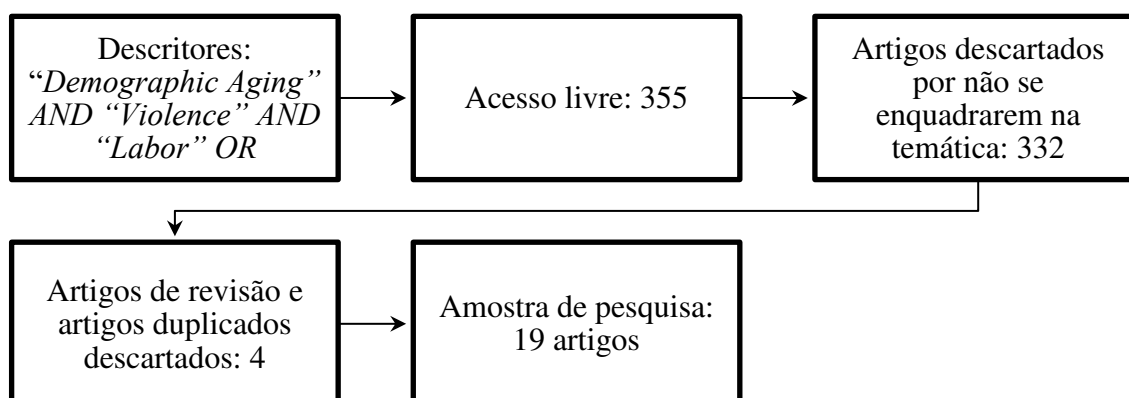 Descritores:
“Demographic Aging”
AND “Violence” AND
“Labor” OR
Acesso livre: 355
Artigos descartados
por não se
enquadrarem na
temática: 332
Artigos de revisão e
artigos duplicados
descartados: 4
Amostra de pesquisa:
19 artigos